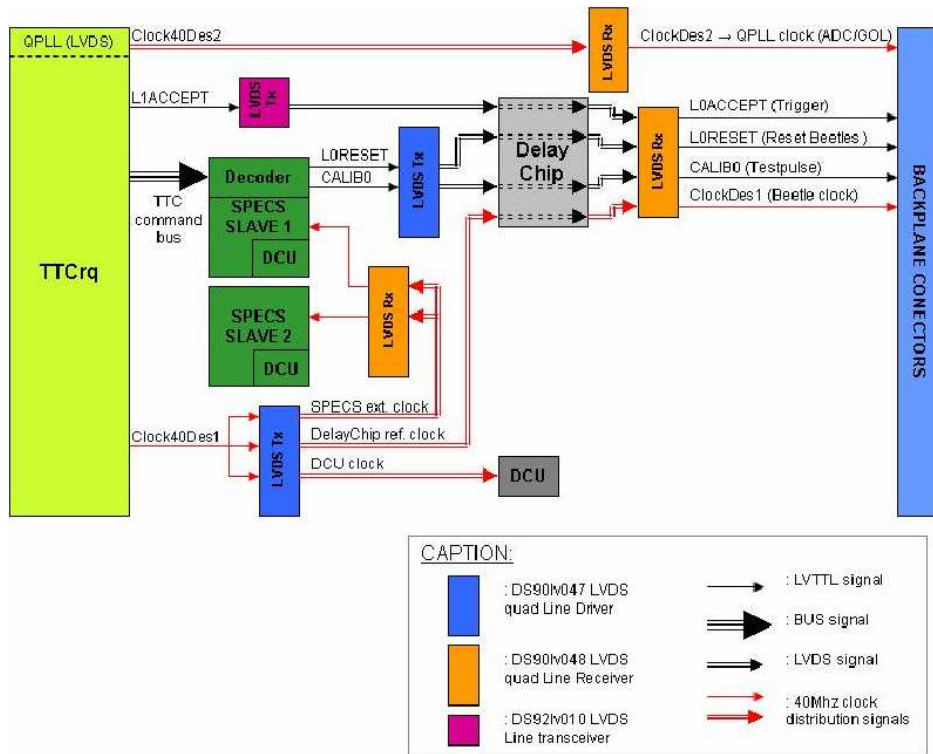 QPLL (LVDS)
Clock40Des2
LVDS Rx
ClockDes2 → QPLL clock (ADC/GOL)
L1ACCEPT
LVDS Tx
Delay
Chip
LVDS Rx
L0ACCEPT (Trigger)
L0RESET (Reset Beetles )
CALIB0 (Testpulse)
ClockDes1 (Beetle clock)
BACKPLANE CONECTORS
TTC
command
bus
Decoder
L0RESET
CALIB0
LVDS Tx
SPECS
SLAVE 1
DCU
TTCrq
SPECS
SLAVE 2
DCU
LVDS Rx
SPECS ext. clock
Clock40Des1
LVDS Tx
DelayChip ref. clock
DCU clock
DCU
CAPTION:
: DS90lv047 LVDS
quad Line Driver
: DS90lv048 LVDS
quad Line Receiver
: DS92lv010 LVDS
Line transceiver
: LVTTL signal
: BUS signal
: LVDS signal
: 40Mhz clock
distribution signals